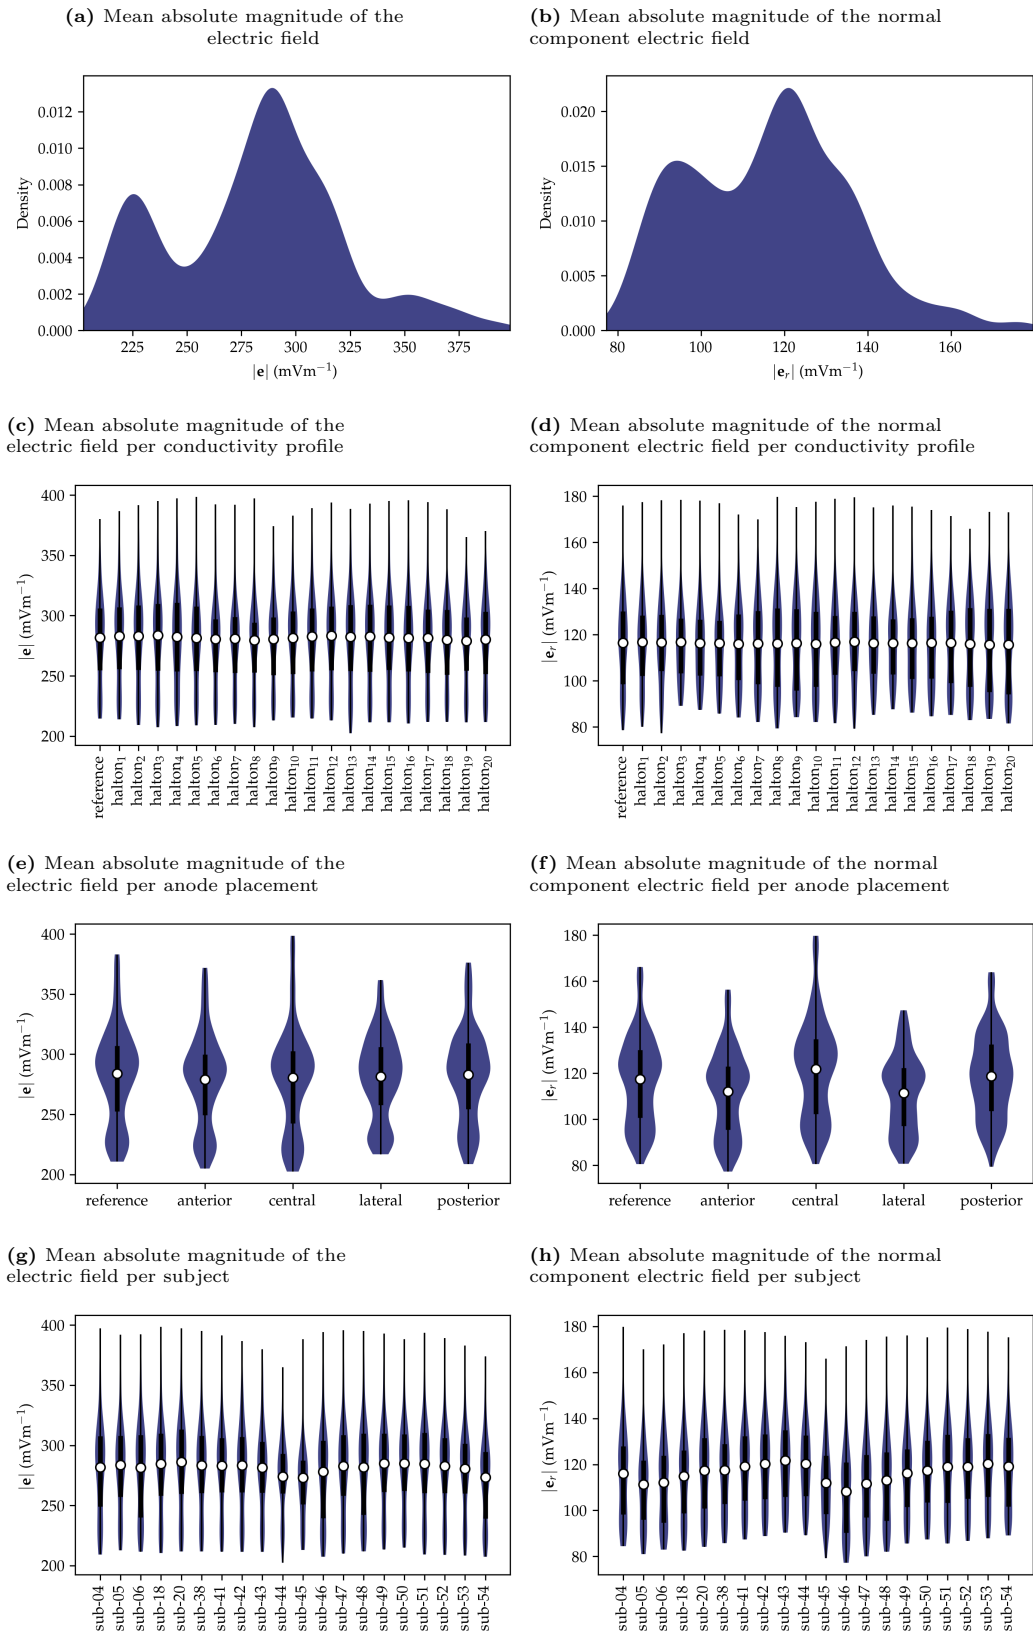 (a) Mean absolute magnitude of the
electric field
0.012
0.010
0.008
0.006
0.004
0.002
0.000
Density
225 250 275 300 325 350 375
|e| (mVm−1)
(b) Mean absolute magnitude of the normal
component electric field
0.020
0.015
0.010
0.005
0.000
Density
80 100 120 140 160
|e_r| (mVm−1)
(c) Mean absolute magnitude of the
electric field per conductivity profile
400
350
300
250
200
|e| (mVm−1)
reference halton1 halton2 halton3 halton4 halton5 halton6 halton7 halton8 halton9 halton10 halton11 halton12 halton13 halton14 halton15 halton16 halton17 halton18 halton19 halton20
(d) Mean absolute magnitude of the normal
component electric field per conductivity profile
180
160
140
120
100
80
|e_r| (mVm−1)
reference halton1 halton2 halton3 halton4 halton5 halton6 halton7 halton8 halton9 halton10 halton11 halton12 halton13 halton14 halton15 halton16 halton17 halton18 halton19 halton20
(e) Mean absolute magnitude of the
electric field per anode placement
400
350
300
250
200
|e| (mVm−1)
reference anterior central lateral posterior
(f) Mean absolute magnitude of the normal
component electric field per anode placement
180
160
140
120
100
80
|e_r| (mVm−1)
reference anterior central lateral posterior
(g) Mean absolute magnitude of the
electric field per subject
400
350
300
250
200
|e| (mVm−1)
sub-04 sub-05 sub-06 sub-18 sub-20 sub-38 sub-41 sub-42 sub-43 sub-44 sub-45 sub-46 sub-47 sub-48 sub-49 sub-50 sub-51 sub-52 sub-53 sub-54
(h) Mean absolute magnitude of the normal
component electric field per subject
180
160
140
120
100
80
|e_r| (mVm−1)
sub-04 sub-05 sub-06 sub-18 sub-20 sub-38 sub-41 sub-42 sub-43 sub-44 sub-45 sub-46 sub-47 sub-48 sub-49 sub-50 sub-51 sub-52 sub-53 sub-54